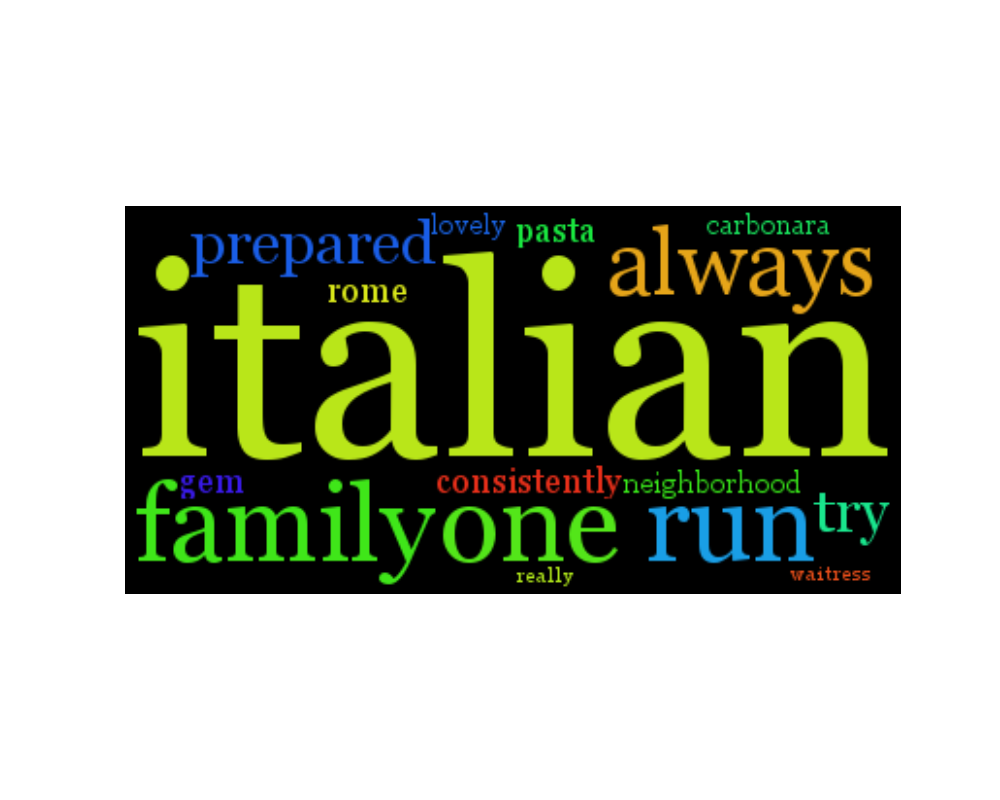 prepared lovely pasta carbonara
always
rome
italian
gem consistently neighborhood
family one run try
really waitress